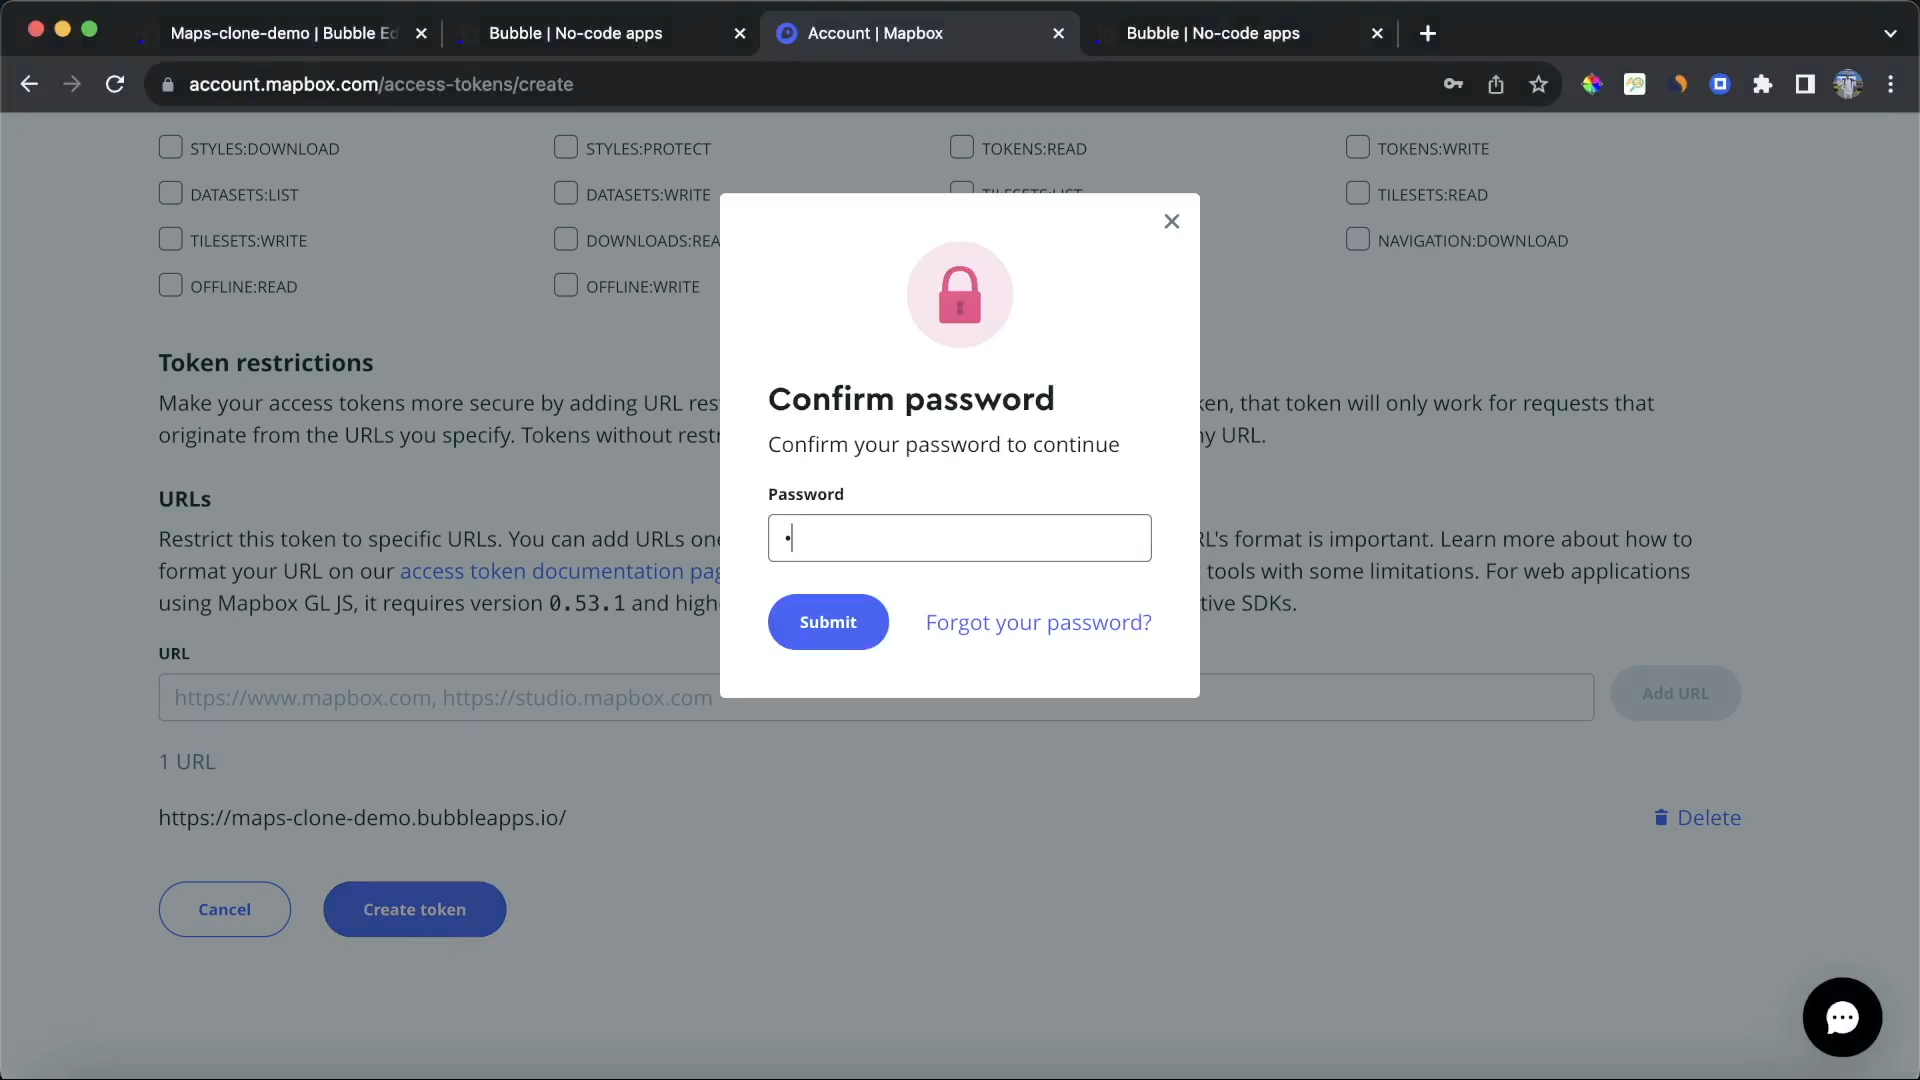 Maps-clone-demo | Bubble Ed
Bubble | No-code apps
Account | Mapbox
Bubble | No-code apps
account.mapbox.com/access-tokens/create
STYLES:DOWNLOAD
STYLES:PROTECT
TOKENS:READ
TOKENS:WRITE
DATASETS:LIST
DATASETS:WRITE
TILESETS:LIST
TILESETS:READ
TILESETS:WRITE
DOWNLOADS:REA
NAVIGATION:DOWNLOAD
OFFLINE:READ
OFFLINE:WRITE
Token restrictions
Make your access tokens more secure by adding URL res ken, that token will only work for requests that
originate from the URLs you specify. Tokens without restr ny URL.
URLs
Restrict this token to specific URLs. You can add URLs one RL's format is important. Learn more about how to
format your URL on our access token documentation pag tools with some limitations. For web applications
using Mapbox GL JS, it requires version 0.53.1 and high tive SDKs.
URL
https://www.mapbox.com, https://studio.mapbox.com
Add URL
1 URL
https://maps-clone-demo.bubbleapps.io/
Delete
Cancel
Create token
Confirm password
Confirm your password to continue
Password
•
Submit
Forgot your password?